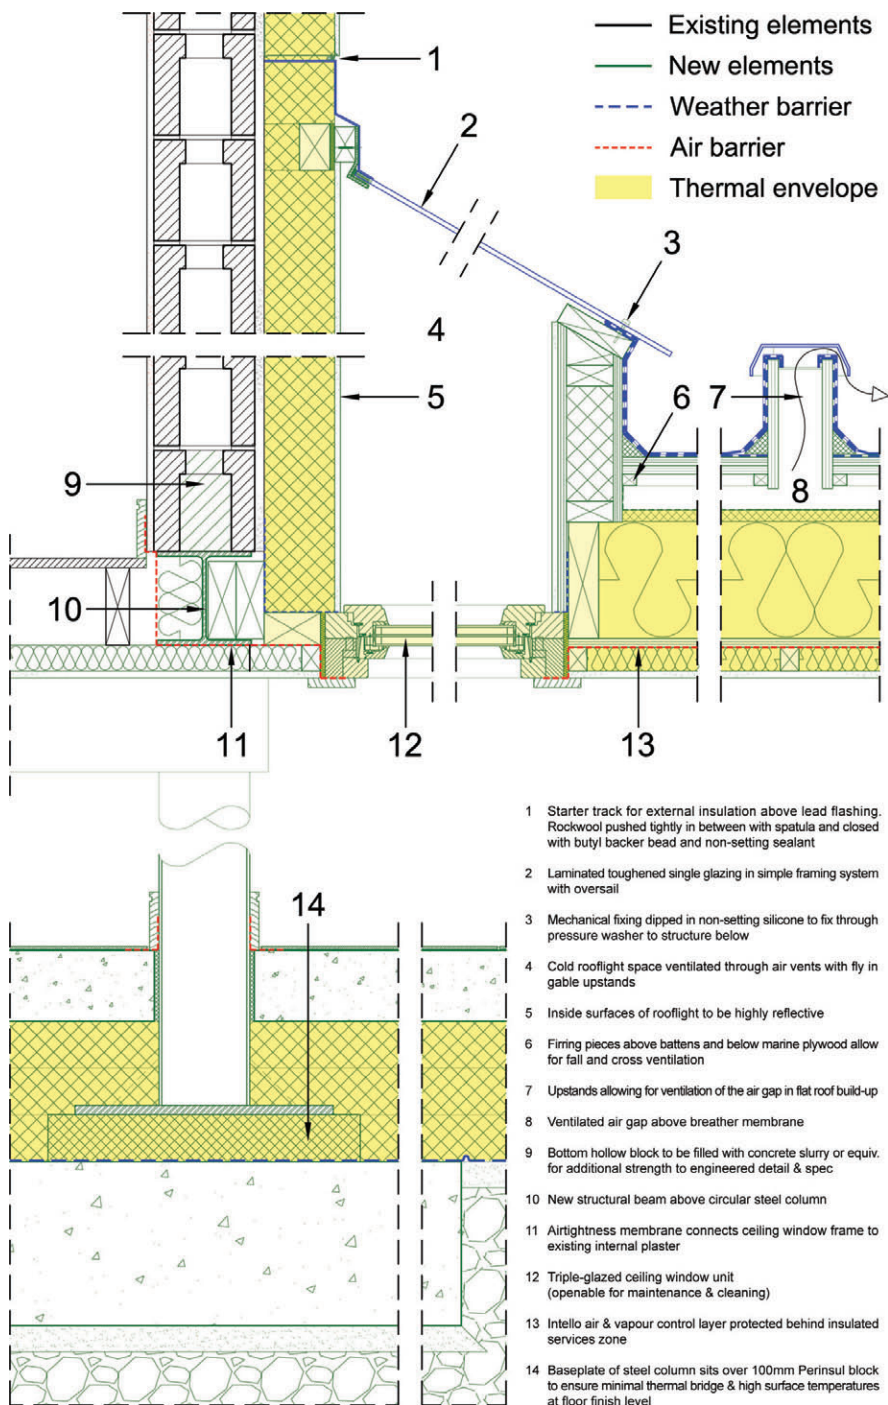 Existing elements
New elements
Weather barrier
Air barrier
Thermal envelope
1
2
3
4
5
6
7
8
9
10
11
12
13
14
1 Starter track for external insulation above lead flashing.
Rockwool pushed tightly in between with spatula and closed
with butyl backer bead and non-setting sealant
2 Laminated toughened single glazing in simple framing system
with oversail
3 Mechanical fixing dipped in non-setting silicone to fix through
pressure washer to structure below
4 Cold rooflight space ventilated through air vents with fly in
gable upstands
5 Inside surfaces of rooflight to be highly reflective
6 Firring pieces above battens and below marine plywood allow
for fall and cross ventilation
7 Upstands allowing for ventilation of the air gap in flat roof build-up
8 Ventilated air gap above breather membrane
9 Bottom hollow block to be filled with concrete slurry or equiv.
for additional strength to engineered detail & spec
10 New structural beam above circular steel column
11 Airtightness membrane connects ceiling window frame to
existing internal plaster
12 Triple-glazed ceiling window unit
(openable for maintenance & cleaning)
13 Intello air & vapour control layer protected behind insulated
services zone
14 Baseplate of steel column sits over 100mm Perinsul block
to ensure minimal thermal bridge & high surface temperatures
at floor finish level